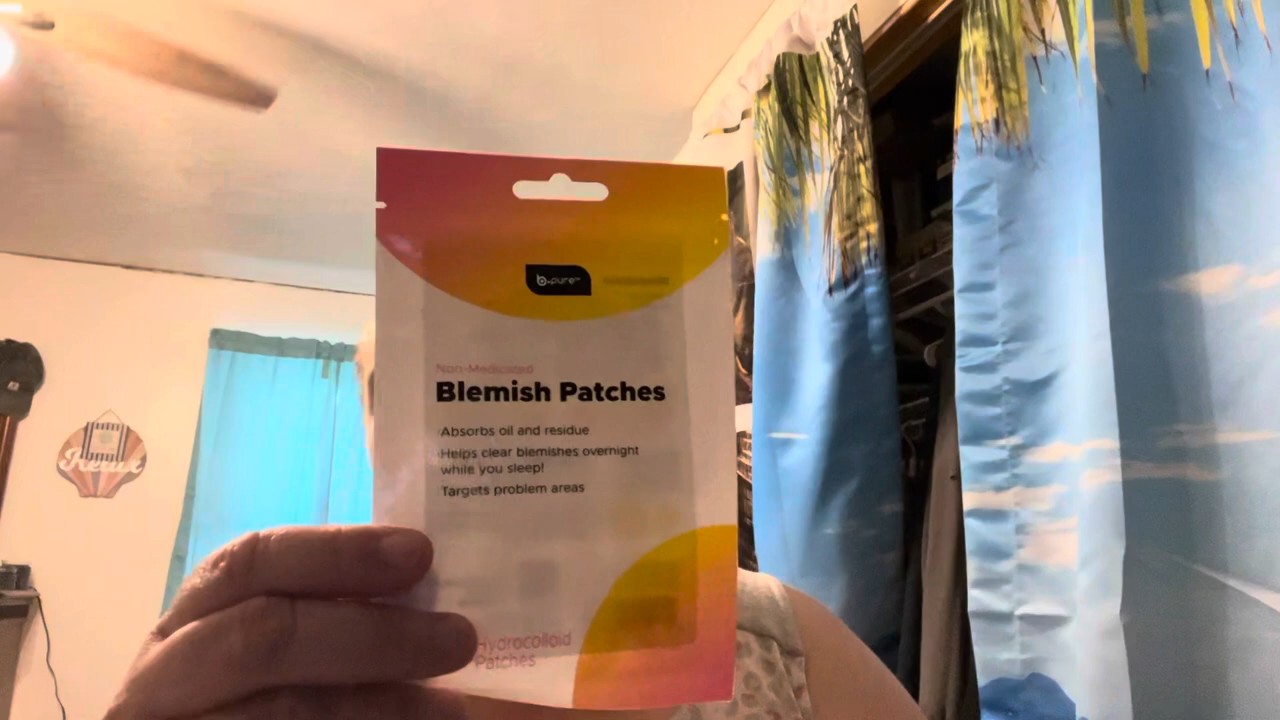 b.pure™
Non-Medicated
Blemish Patches
Absorbs oil and residue
Helps clear blemishes overnight
while you sleep!
Targets problem areas
Hydrocolloid
Patches